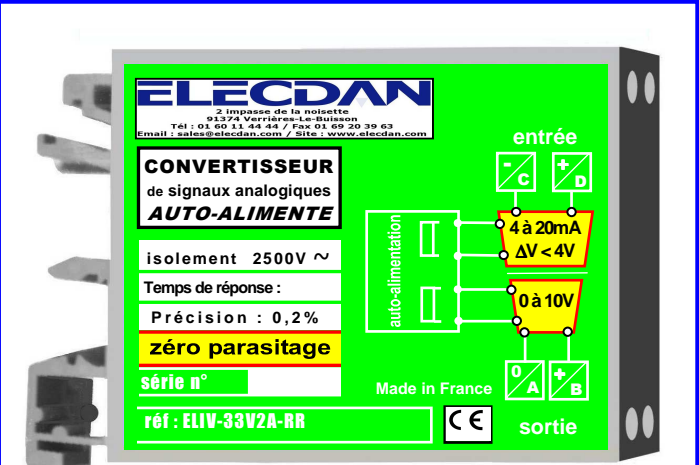 ELECDAN
2 impasse de la noisette
91374 Verrières-Le-Buisson
Tél : 01 60 11 44 44 / Fax 01 69 20 39 63
Email : sales@elecdan.com / Site : www.elecdan.com
CONVERTISSEUR
de signaux analogiques
AUTO-ALIMENTE
isolement 2500V ~
Temps de réponse :
Précision : 0,2%
zéro parasitage
série n°
réf : ELIV-33V2A-RR
Made in France
CE
entrée
- C
+ D
auto-alimentation
4 à 20mA
ΔV < 4V
0 à 10V
0 A
+ B
sortie